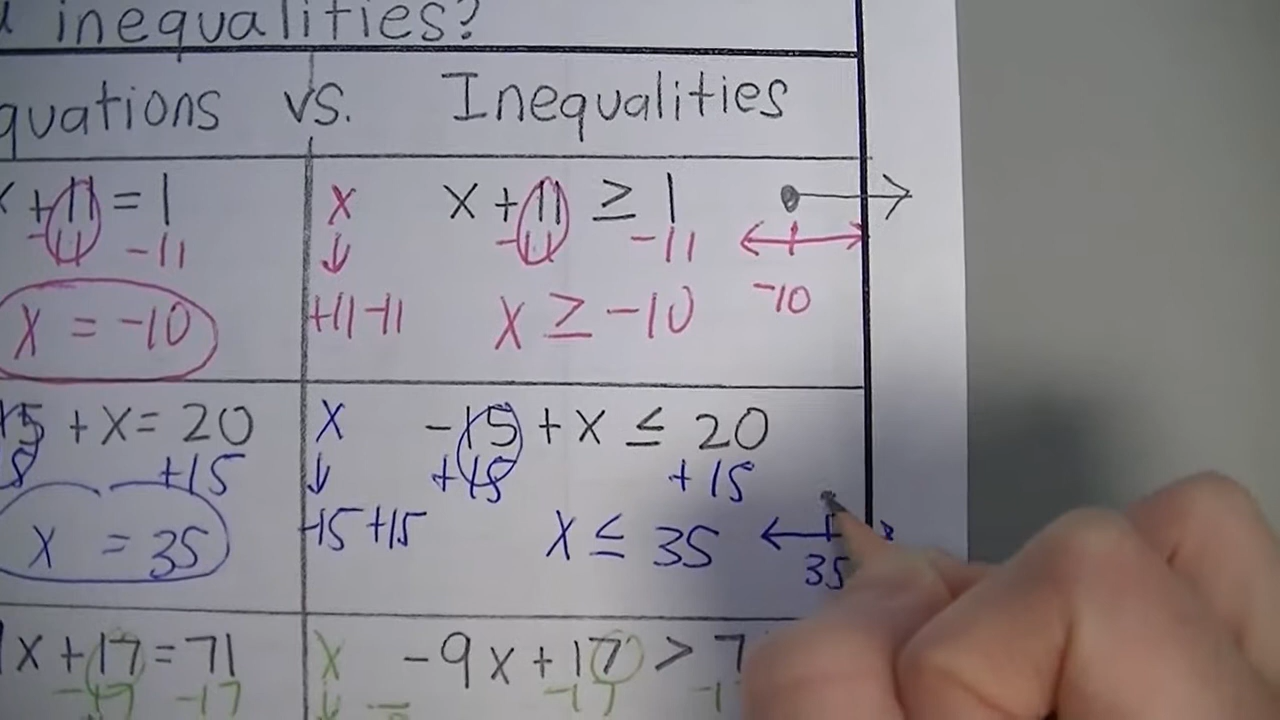 inequalities?
quations vs. Inequalities
x + 11 = 1 x x + 11 ≥ 1
-11 -11 ↓ -11 -11
x = -10 +11 -11 x ≥ -10 -10
15 + x = 20 x -15 + x ≤ 20
+15 ↓ +15 +15
x = 35 -15 +15 x ≤ 35 35
x + 17 = 71 x -9x + 17 > 7
-17 -17 ↓ -17